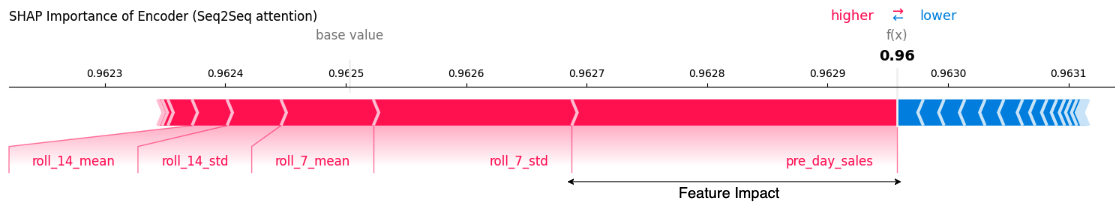 SHAP Importance of Encoder (Seq2Seq attention)
higher ⇄ lower
base value f(x)
0.96
0.9623 0.9624 0.9625 0.9626 0.9627 0.9628 0.9629 0.9630 0.9631
roll_14_mean roll_14_std roll_7_mean roll_7_std pre_day_sales
Feature Impact